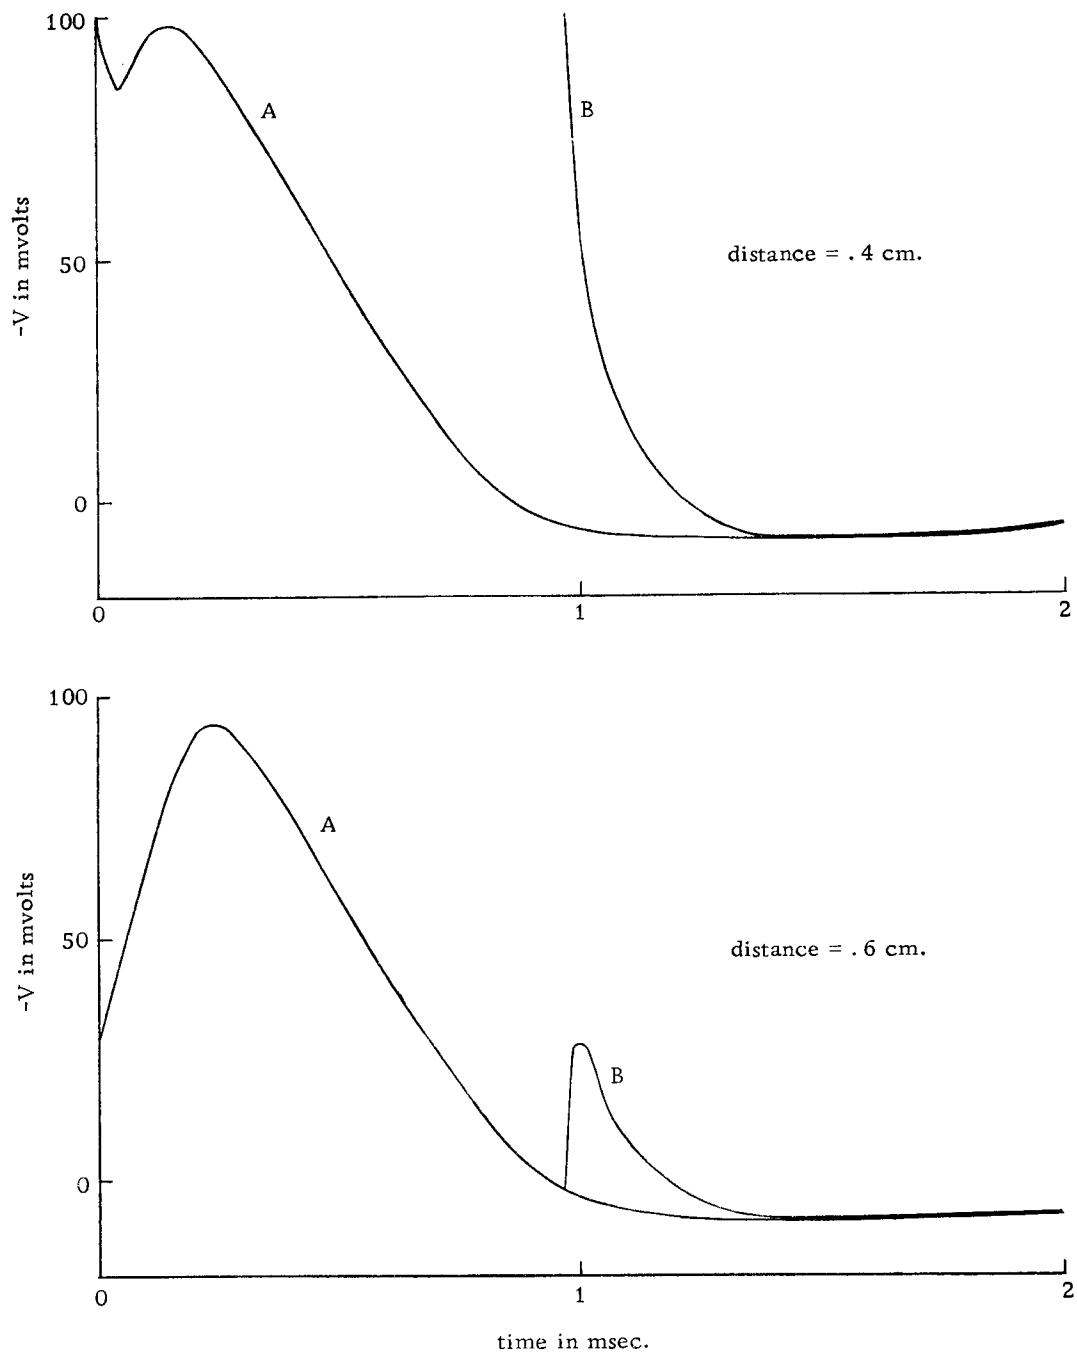 100
50
0
-V in mvolts
A
B
distance = .4 cm.
0
1
2
100
50
0
-V in mvolts
A
B
distance = .6 cm.
0
1
2
time in msec.